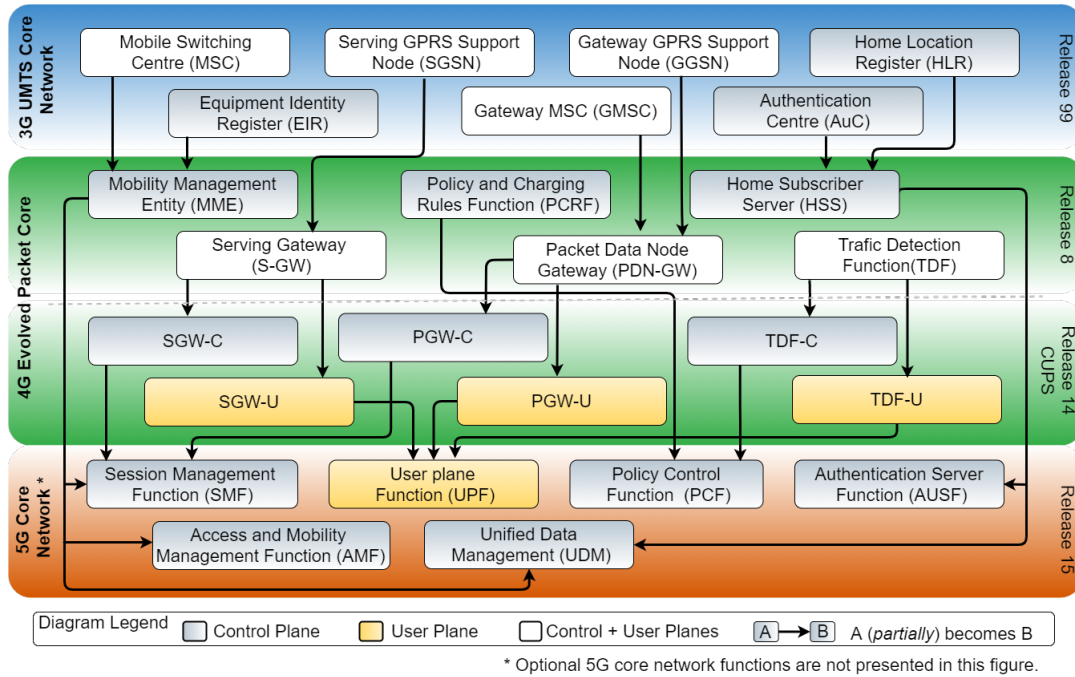 3G UMTS Core
Network
Mobile Switching
Centre (MSC)
Serving GPRS Support
Node (SGSN)
Gateway GPRS Support
Node (GGSN)
Home Location
Register (HLR)
Release 99
Equipment Identity
Register (EIR)
Gateway MSC (GMSC)
Authentication
Centre (AuC)
4G Evolved Packet Core
Mobility Management
Entity (MME)
Policy and Charging
Rules Function (PCRF)
Home Subscriber
Server (HSS)
Release 8
Serving Gateway
(S-GW)
Packet Data Node
Gateway (PDN-GW)
Trafic Detection
Function(TDF)
SGW-C
PGW-C
TDF-C
Release 14
CUPS
SGW-U
PGW-U
TDF-U
5G Core
Network *
Session Management
Function (SMF)
User plane
Function (UPF)
Policy Control
Function (PCF)
Authentication Server
Function (AUSF)
Release 15
Access and Mobility
Management Function (AMF)
Unified Data
Management (UDM)
Diagram Legend
Control Plane
User Plane
Control + User Planes
A
B
A (partially) becomes B
* Optional 5G core network functions are not presented in this figure.